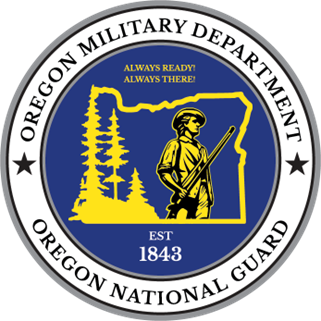 OREGON MILITARY DEPARTMENT
ALWAYS READY!
ALWAYS THERE!
EST
1843
OREGON NATIONAL GUARD